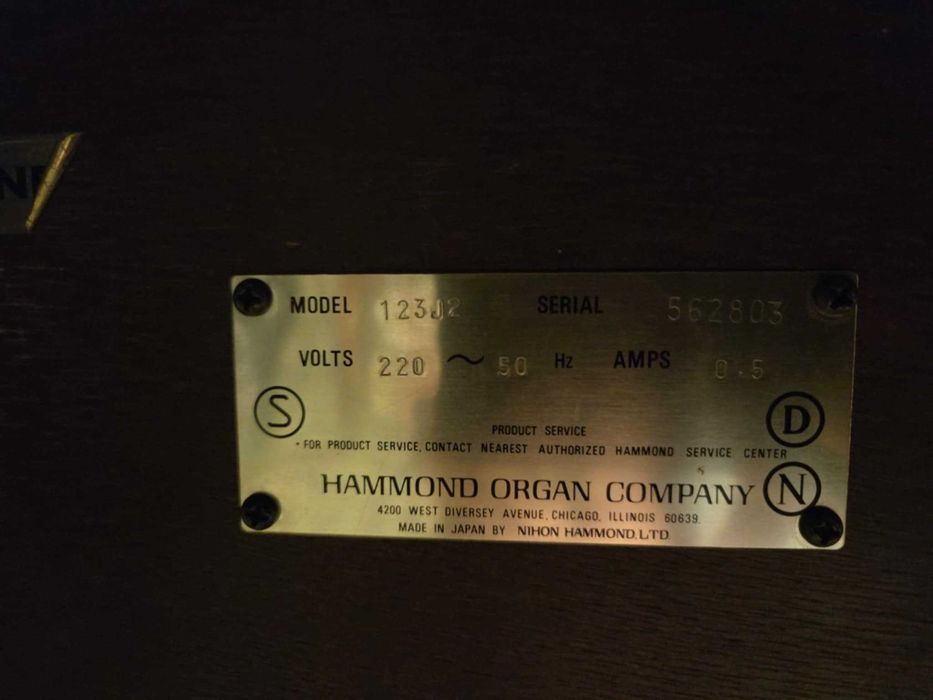 MODEL 123J2 SERIAL 562803
VOLTS 220 ~ 50 Hz AMPS 0.5
S
D
PRODUCT SERVICE
* FOR PRODUCT SERVICE, CONTACT NEAREST AUTHORIZED HAMMOND SERVICE CENTER
HAMMOND ORGAN COMPANY N
4200 WEST DIVERSEY AVENUE, CHICAGO, ILLINOIS 60639.
MADE IN JAPAN BY NIHON HAMMOND, LTD.